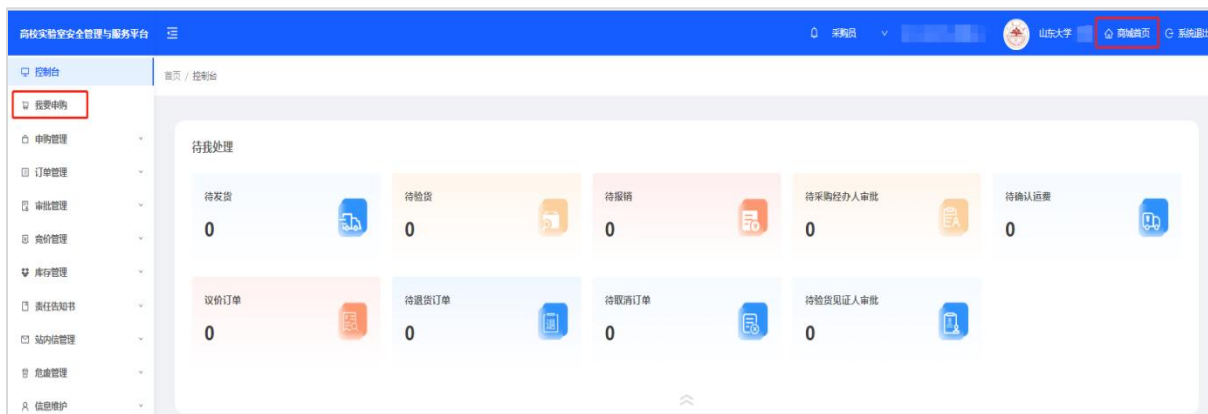 高校实验室安全管理与服务平台
采购员
山东大学
商城首页
系统退出
控制台
首页 / 控制台
我要申购
申购管理
订单管理
审批管理
竞价管理
库存管理
责任告知书
站内信管理
危废管理
信息维护
待我处理
待发货
0
待验货
0
待报销
0
待采购经办人审批
0
待确认运费
0
议价订单
0
待退货订单
0
待取消订单
0
待验货见证人审批
0